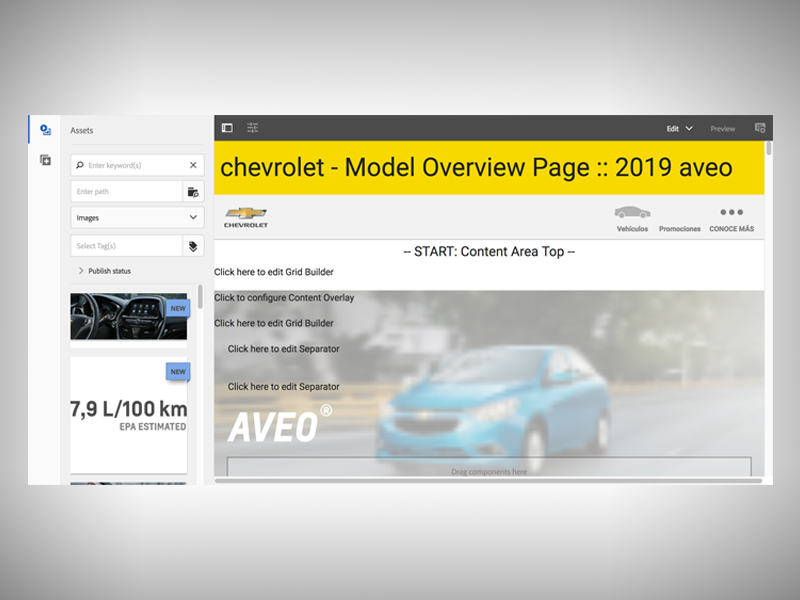 Assets
Enter keyword(s)
Enter path
Images
Select Tag(s)
Publish status
NEW
NEW
7,9 L/100 km
EPA ESTIMATED
Edit
Preview
chevrolet - Model Overview Page :: 2019 aveo
CHEVROLET
Vehículos
Promociones
CONOCE MÁS
-- START: Content Area Top --
Click here to edit Grid Builder
Click to configure Content Overlay
Click here to edit Grid Builder
Click here to edit Separator
Click here to edit Separator
AVEO®
Drag components here